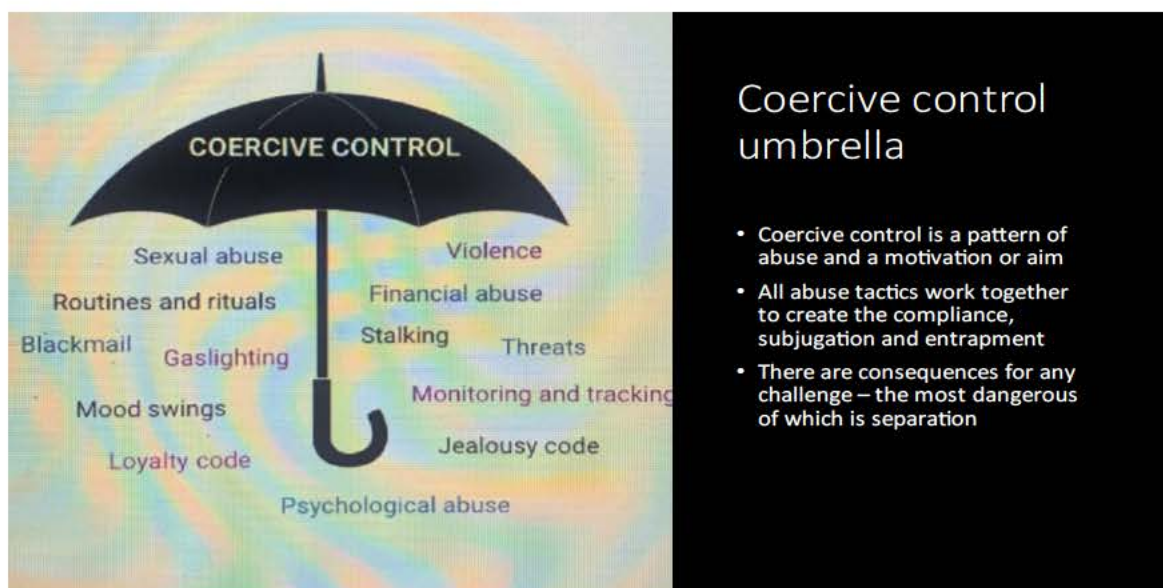 COERCIVE CONTROL
Sexual abuse
Violence
Routines and rituals
Financial abuse
Blackmail
Gaslighting
Stalking
Threats
Mood swings
Monitoring and tracking
Loyalty code
Jealousy code
Psychological abuse
Coercive control
umbrella
• Coercive control is a pattern of
abuse and a motivation or aim
• All abuse tactics work together
to create the compliance,
subjugation and entrapment
• There are consequences for any
challenge – the most dangerous
of which is separation